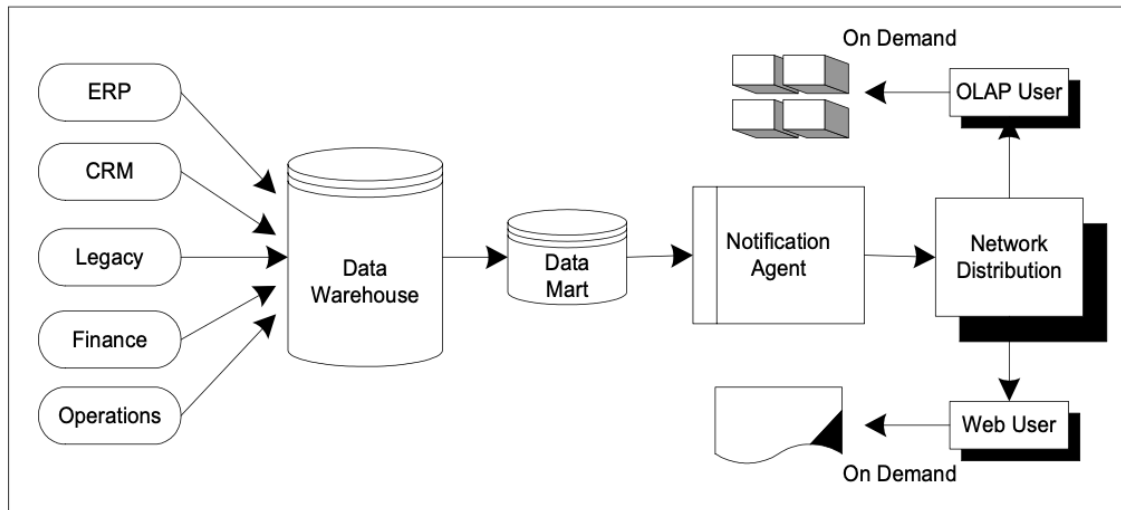 ERP
CRM
Legacy
Finance
Operations
Data
Warehouse
Data
Mart
Notification
Agent
Network
Distribution
On Demand
OLAP User
Web User
On Demand